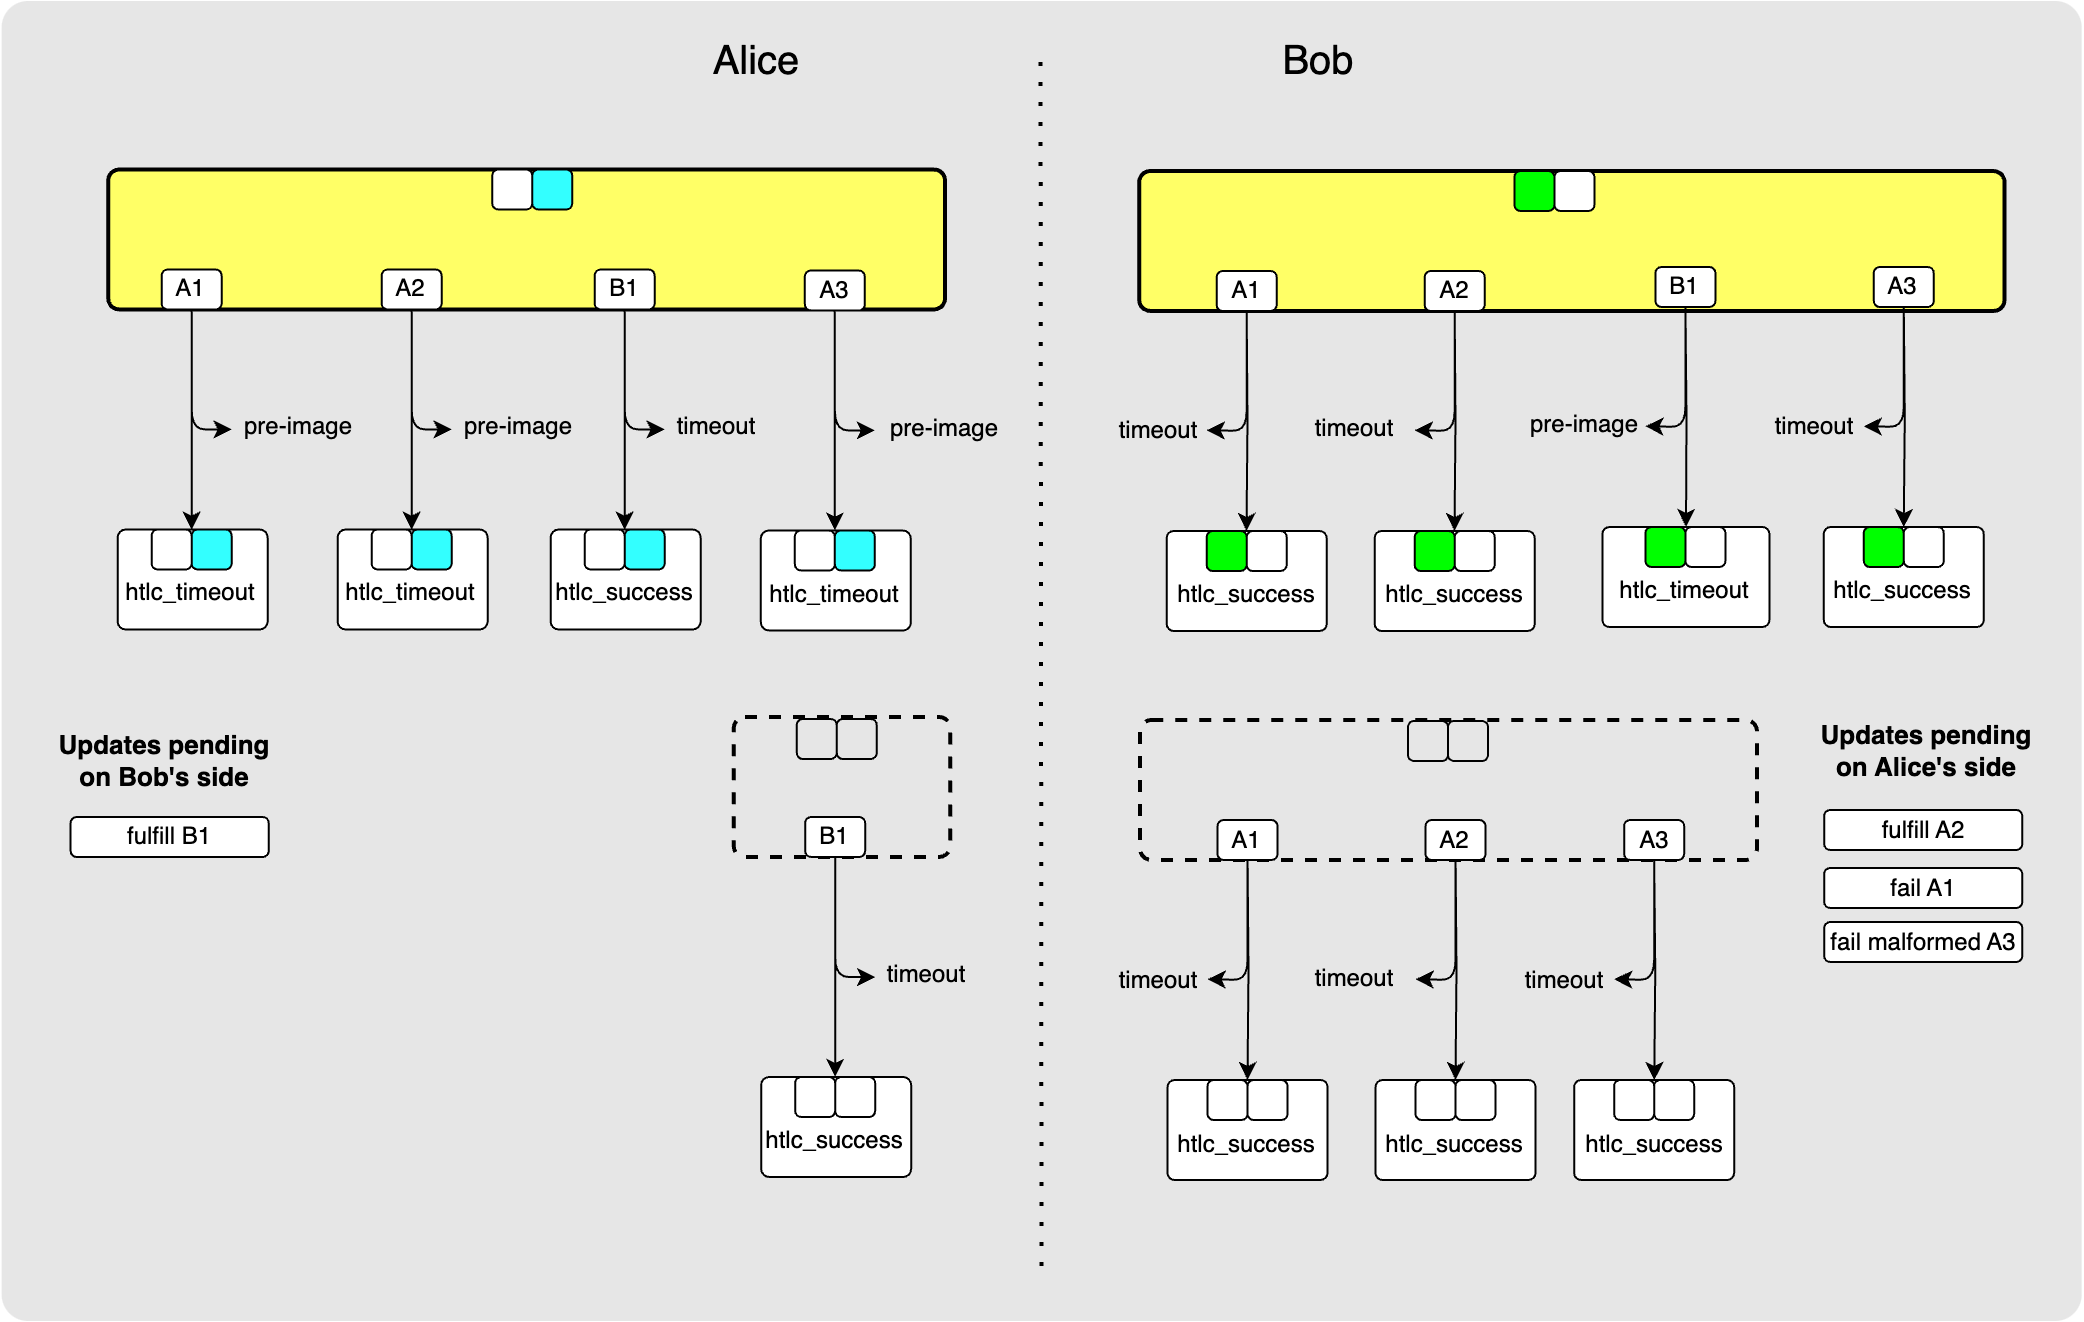 Alice
Bob
A1
A2
B1
A3
A1
A2
B1
A3
pre-image
pre-image
timeout
pre-image
timeout
timeout
pre-image
timeout
htlc_timeout
htlc_timeout
htlc_success
htlc_timeout
htlc_success
htlc_success
htlc_timeout
htlc_success
Updates pending
on Bob's side
fulfill B1
B1
timeout
htlc_success
A1
A2
A3
timeout
timeout
timeout
htlc_success
htlc_success
htlc_success
Updates pending
on Alice's side
fulfill A2
fail A1
fail malformed A3